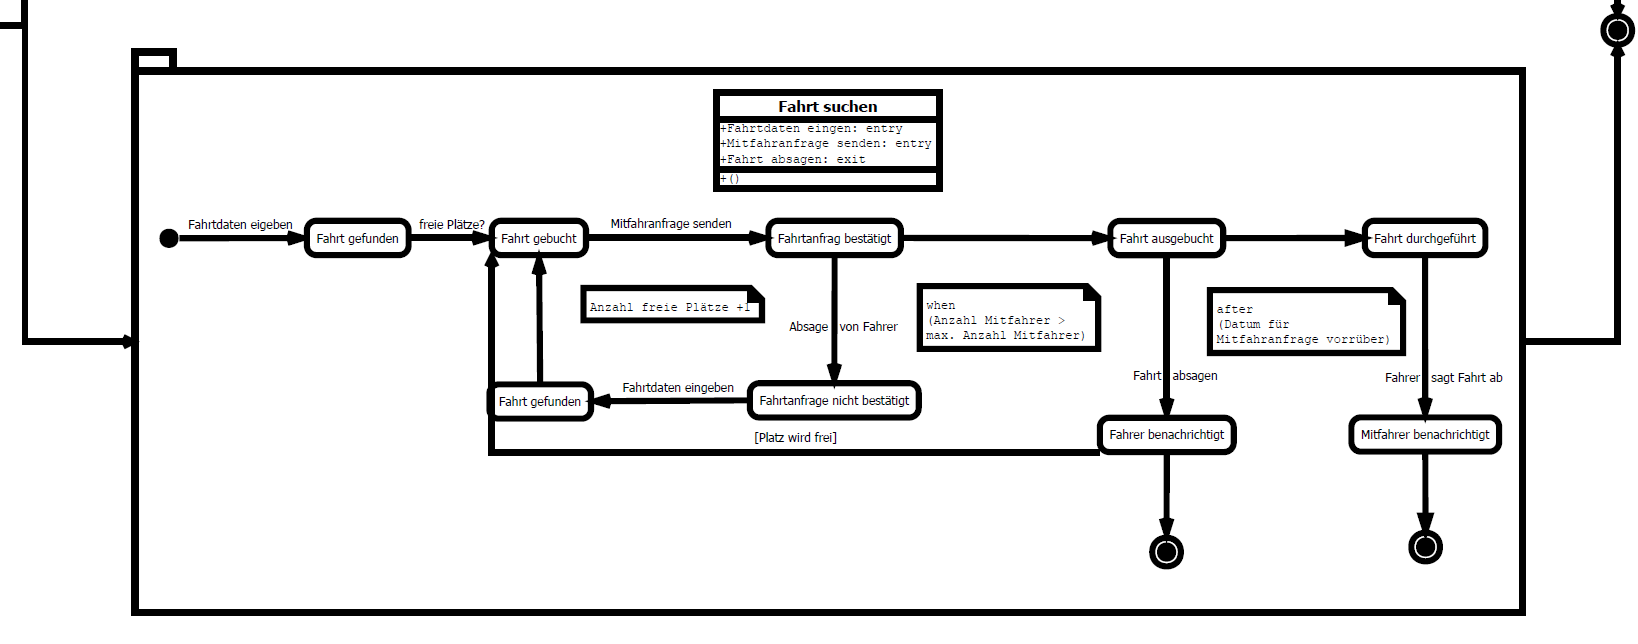 Fahrt suchen
+Fahrtdaten eingen: entry
+Mitfahranfrage senden: entry
+Fahrt absagen: exit
+()
Fahrtdaten eigeben
Fahrt gefunden
freie Plätze?
Fahrt gebucht
Mitfahranfrage senden
Fahrtanfrag bestätigt
Fahrt ausgebucht
Fahrt durchgeführt
Anzahl freie Plätze +1
Absage von Fahrer
when
(Anzahl Mitfahrer >
max. Anzahl Mitfahrer)
after
(Datum für
Mitfahranfrage vorrüber)
Fahrt absagen
Fahrer sagt Fahrt ab
Fahrt gefunden
Fahrtdaten eingeben
Fahrtanfrage nicht bestätigt
[Platz wird frei]
Fahrer benachrichtigt
Mitfahrer benachrichtigt